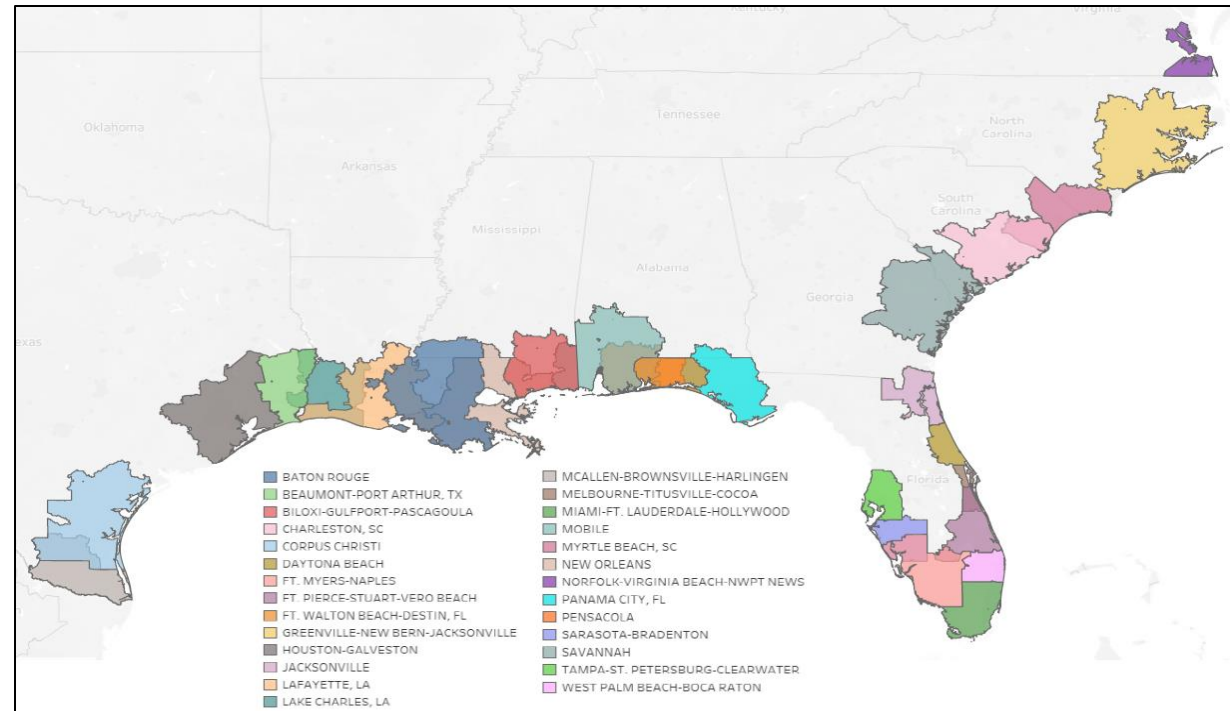 Kentucky
Virginia
Oklahoma
Tennessee
North
Carolina
Arkansas
South
Carolina
Mississippi
Alabama
Georgia
exas
Florida
BATON ROUGE
BEAUMONT-PORT ARTHUR, TX
BILOXI-GULFPORT-PASCAGOULA
CHARLESTON, SC
CORPUS CHRISTI
DAYTONA BEACH
FT. MYERS-NAPLES
FT. PIERCE-STUART-VERO BEACH
FT. WALTON BEACH-DESTIN, FL
GREENVILLE-NEW BERN-JACKSONVILLE
HOUSTON-GALVESTON
JACKSONVILLE
LAFAYETTE, LA
LAKE CHARLES, LA
MCALLEN-BROWNSVILLE-HARLINGEN
MELBOURNE-TITUSVILLE-COCOA
MIAMI-FT. LAUDERDALE-HOLLYWOOD
MOBILE
MYRTLE BEACH, SC
NEW ORLEANS
NORFOLK-VIRGINIA BEACH-NWPT NEWS
PANAMA CITY, FL
PENSACOLA
SARASOTA-BRADENTON
SAVANNAH
TAMPA-ST. PETERSBURG-CLEARWATER
WEST PALM BEACH-BOCA RATON